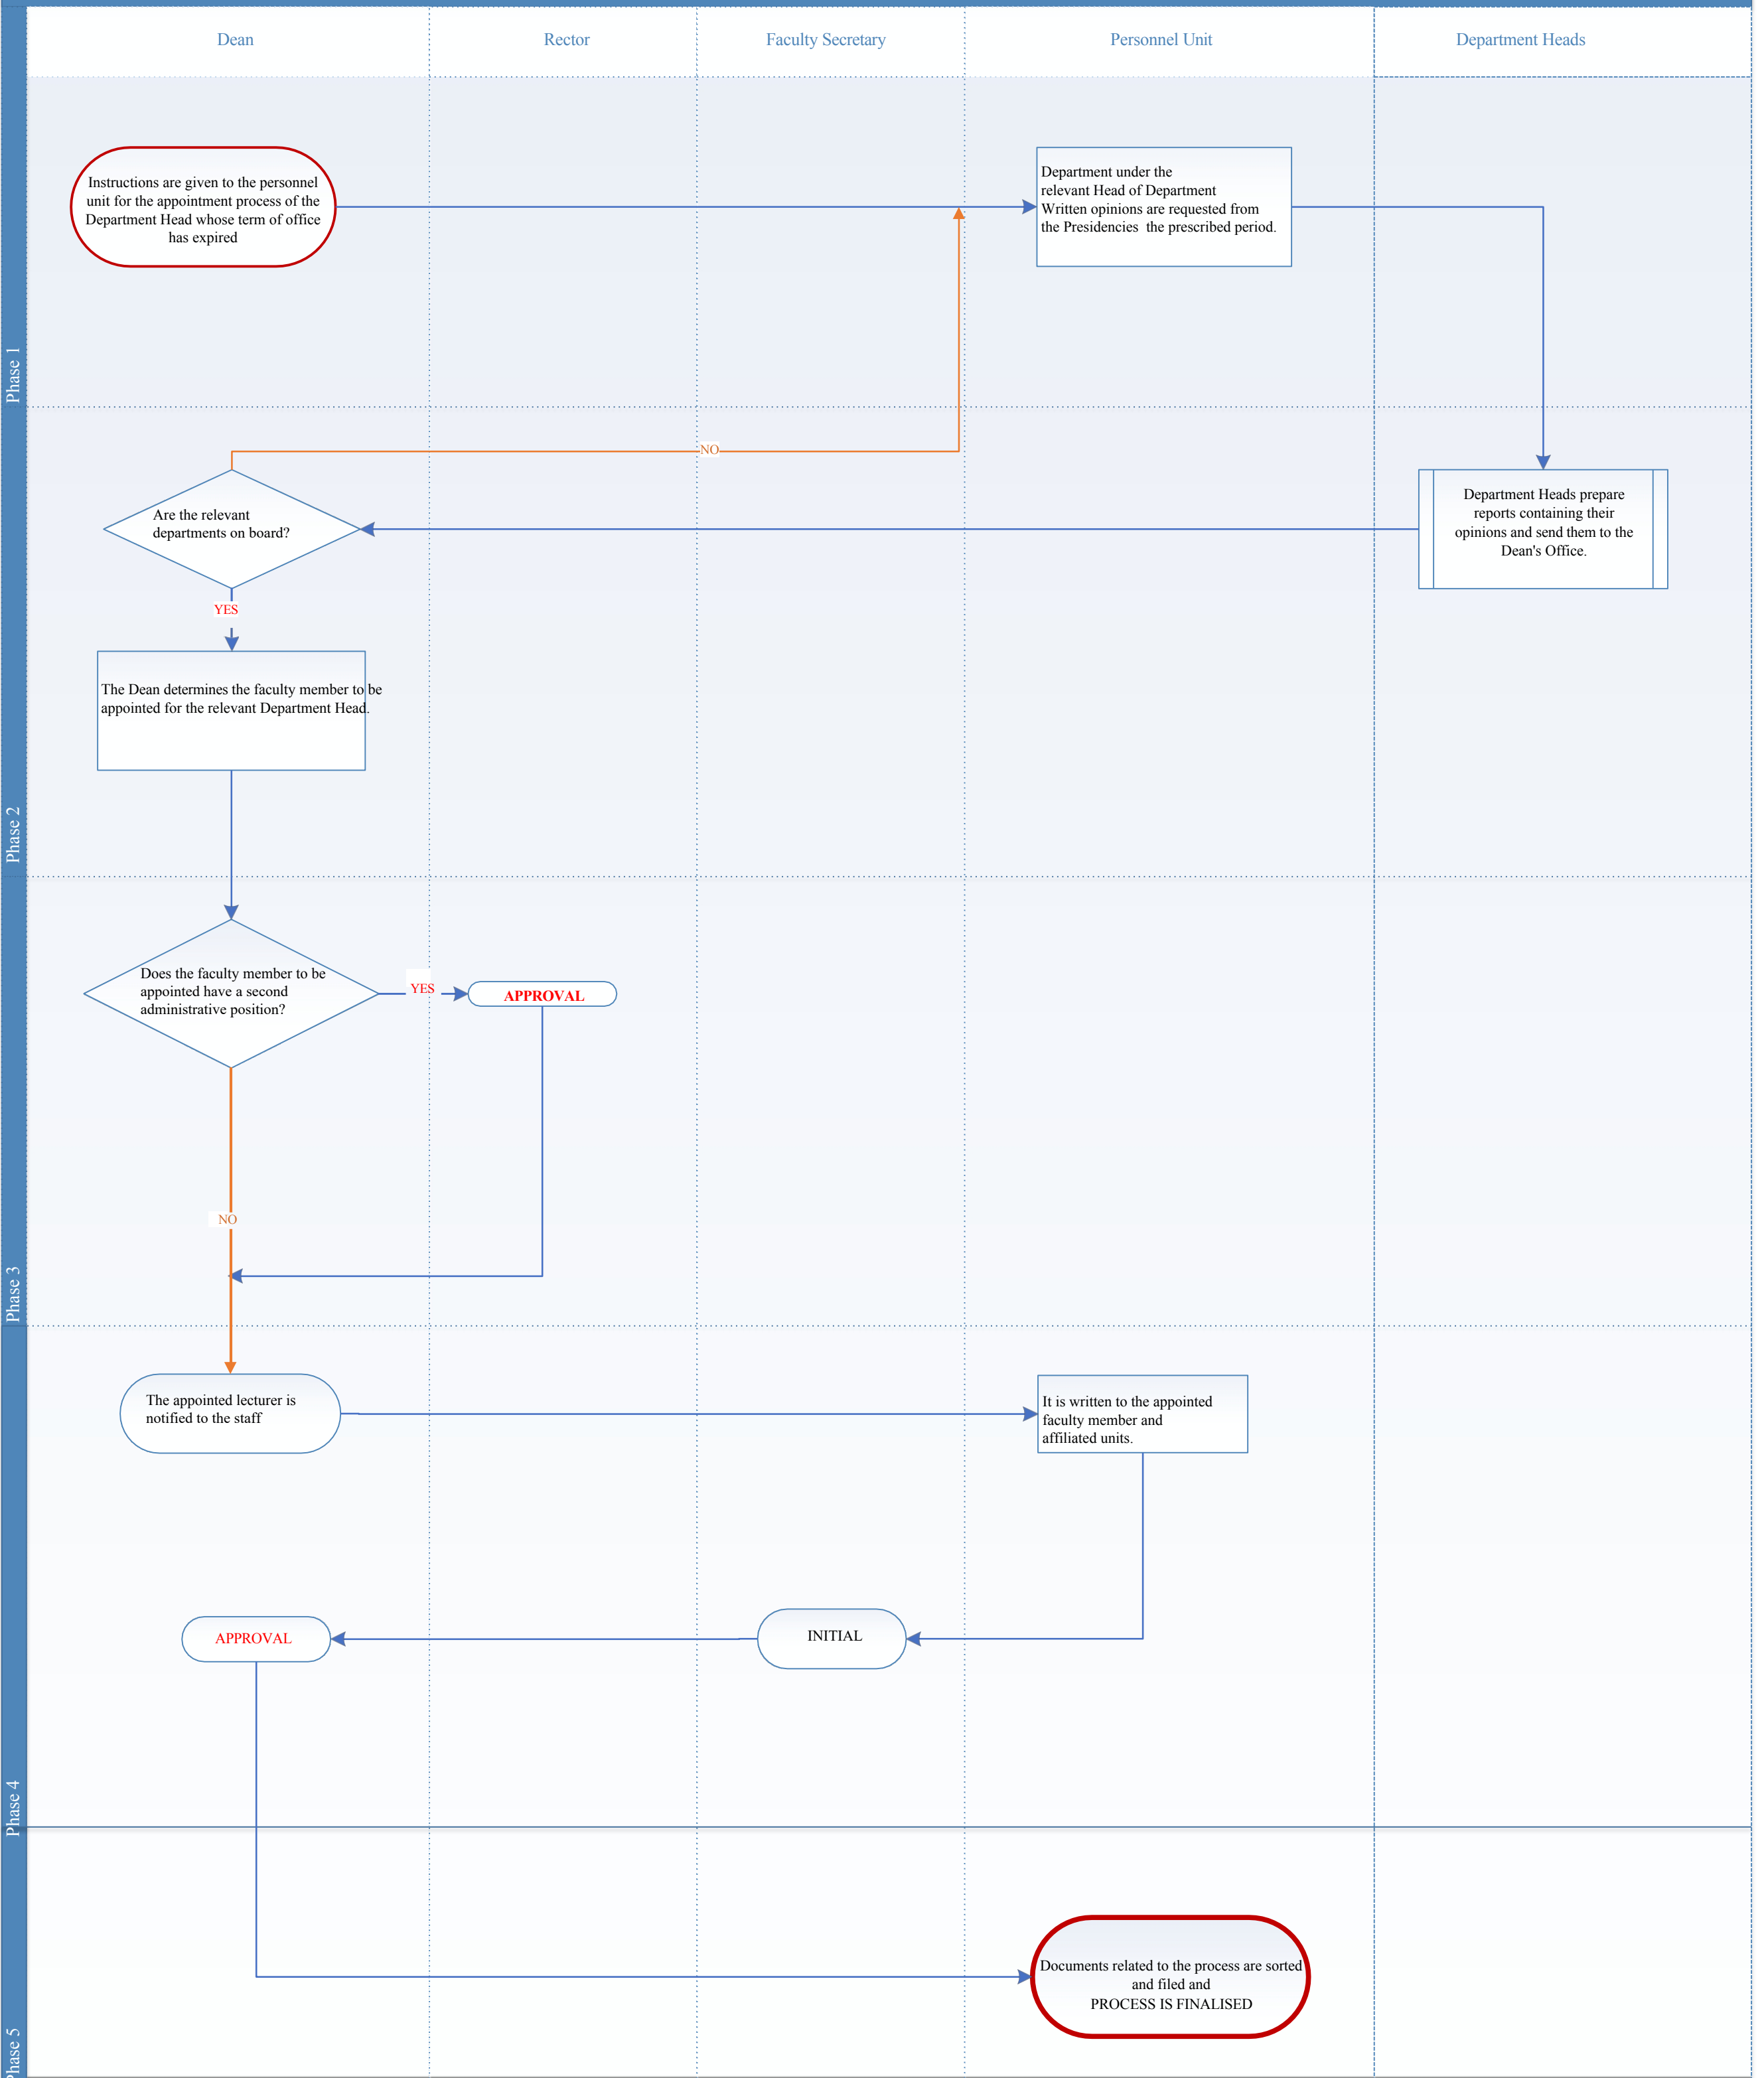 Dean
Rector
Faculty Secretary
Personnel Unit
Department Heads
Phase 1
Instructions are given to the personnel
unit for the appointment process of the
Department Head whose term of office
has expired
Department under the
relevant Head of Department
Written opinions are requested from
the Presidencies the prescribed period.
Phase 2
NO
Are the relevant
departments on board?
Department Heads prepare
reports containing their
opinions and send them to the
Dean's Office.
YES
The Dean determines the faculty member to be
appointed for the relevant Department Head.
Phase 3
Does the faculty member to be
appointed have a second
administrative position?
YES
APPROVAL
NO
Phase 4
The appointed lecturer is
notified to the staff
It is written to the appointed
faculty member and
affiliated units.
APPROVAL
INITIAL
Phase 5
Documents related to the process are sorted
and filed and
PROCESS IS FINALISED